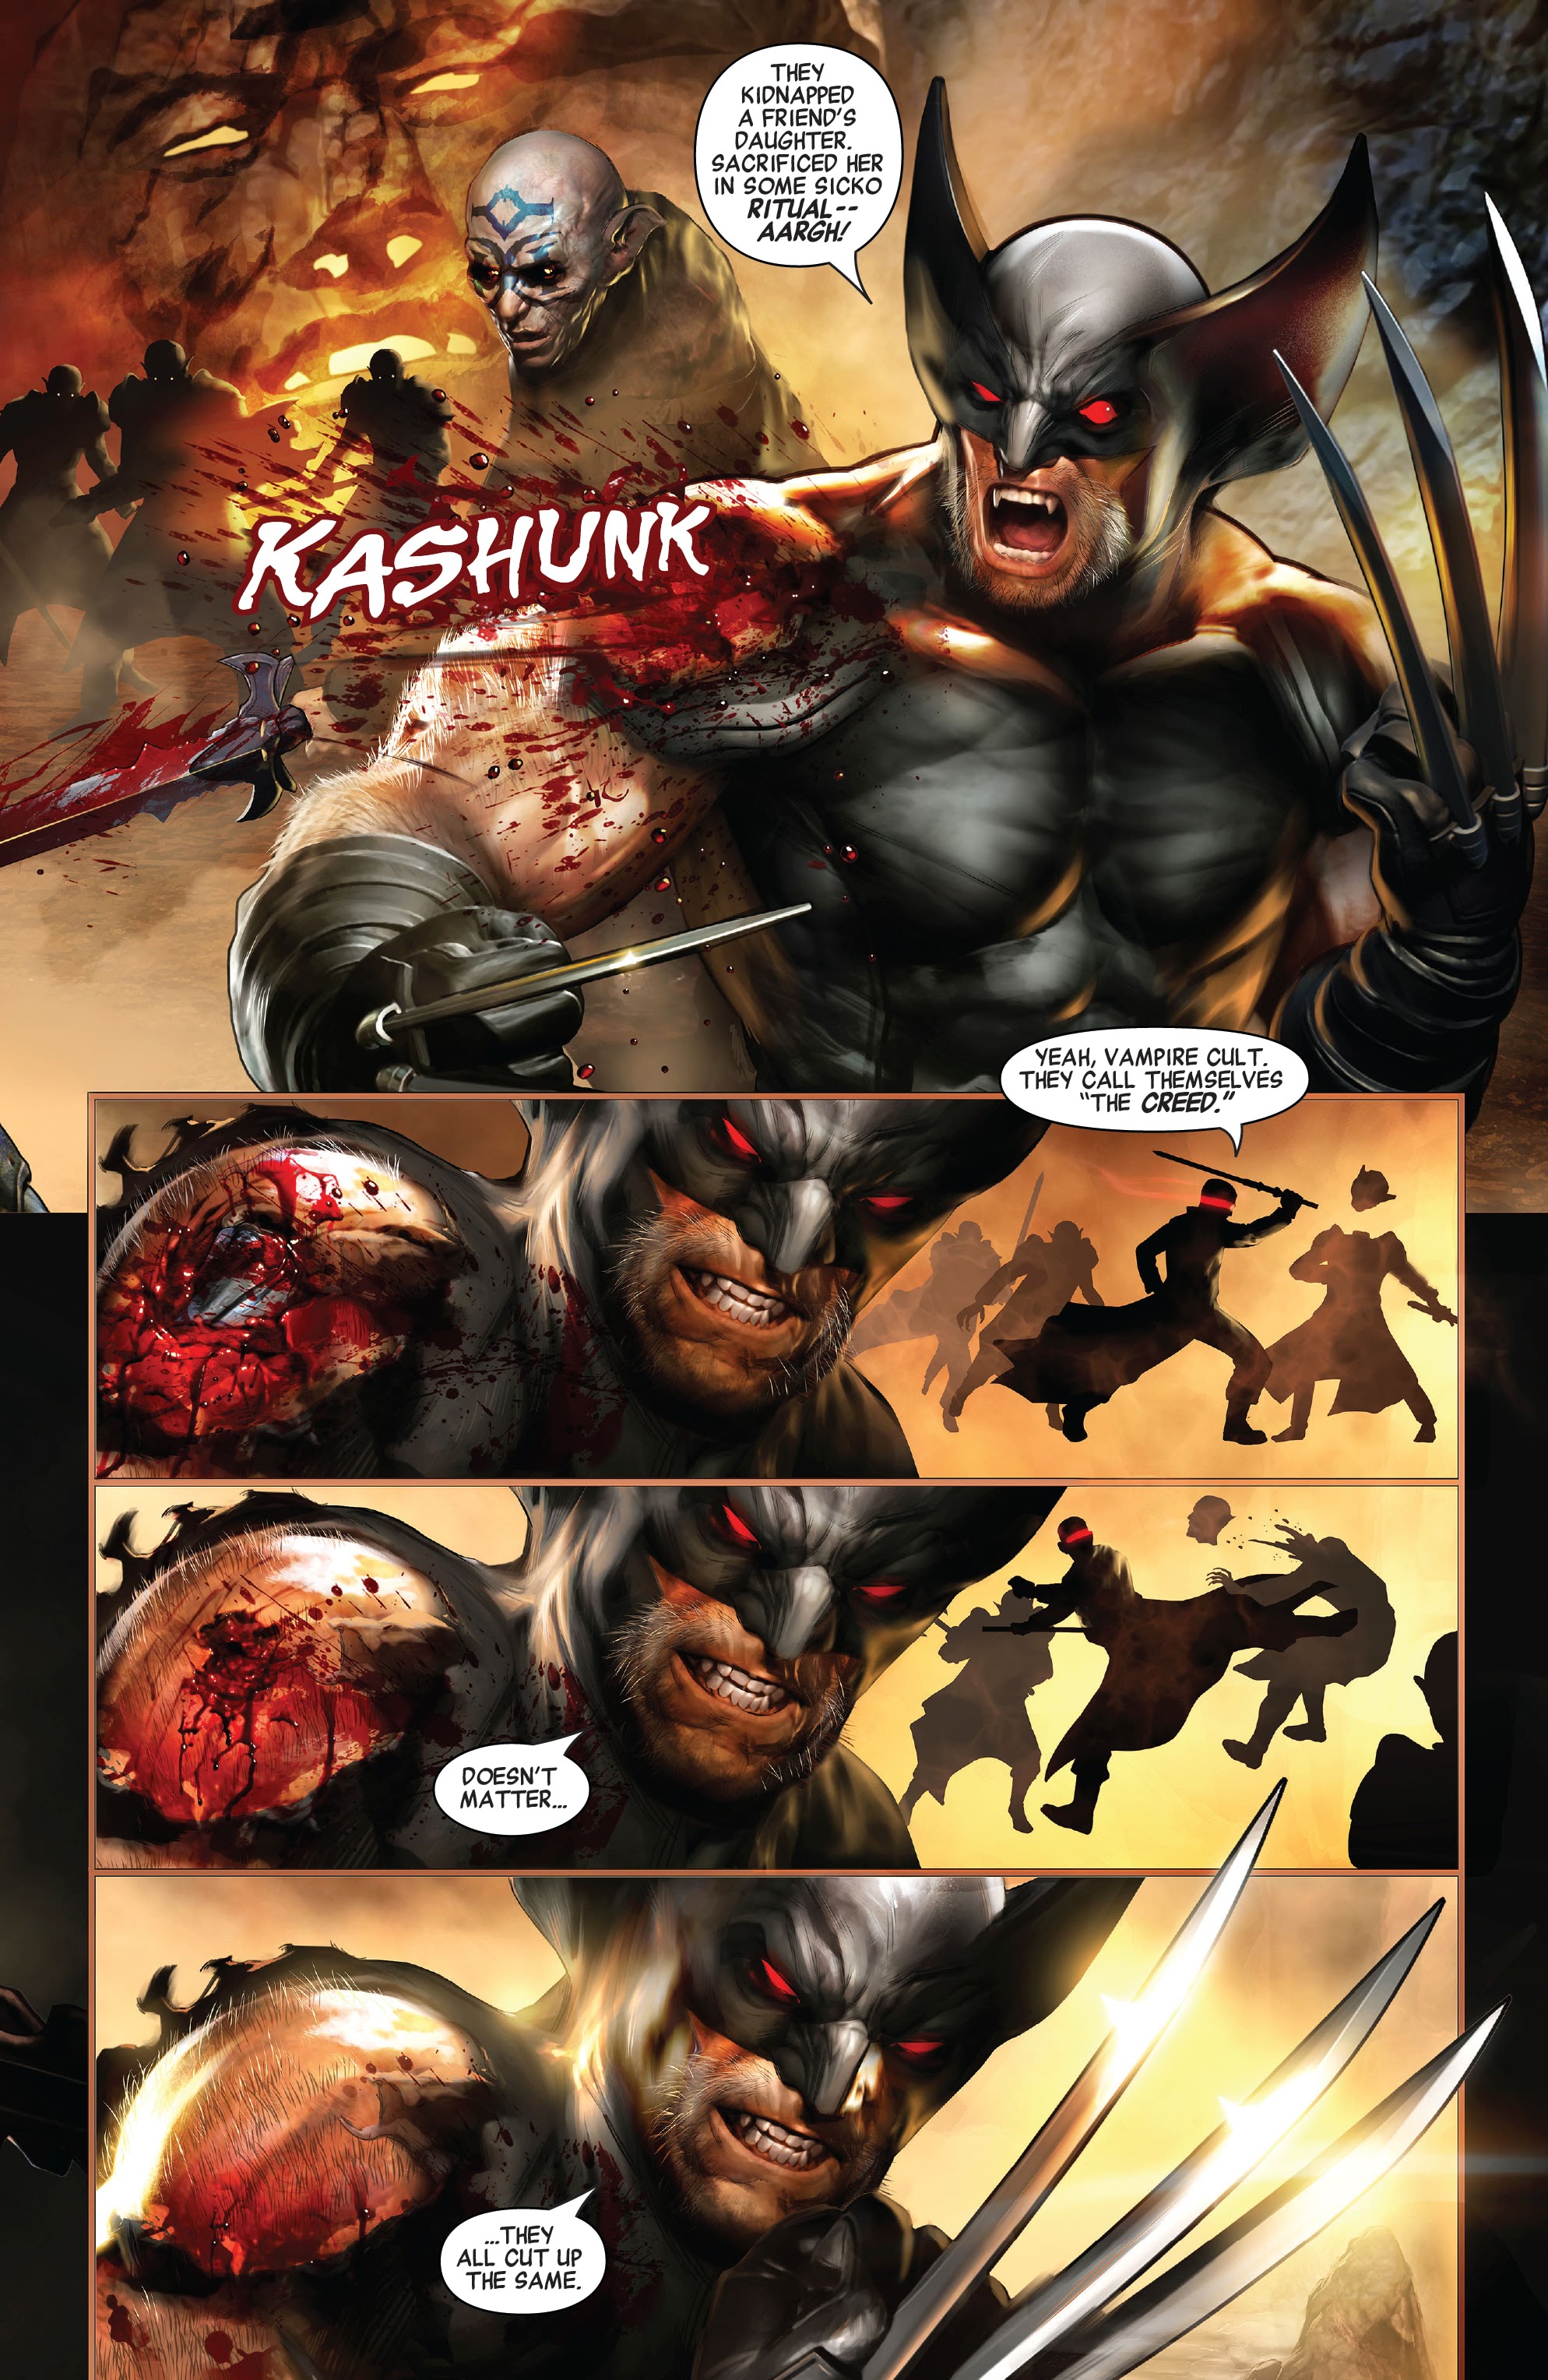 THEY
KIDNAPPED
A FRIEND'S
DAUGHTER.
SACRIFICED HER
IN SOME SICKO
RITUAL--
AARGH!
KASHUNK
YEAH, VAMPIRE CULT.
THEY CALL THEMSELVES
"THE CREED."
DOESN'T
MATTER...
...THEY
ALL CUT UP
THE SAME.